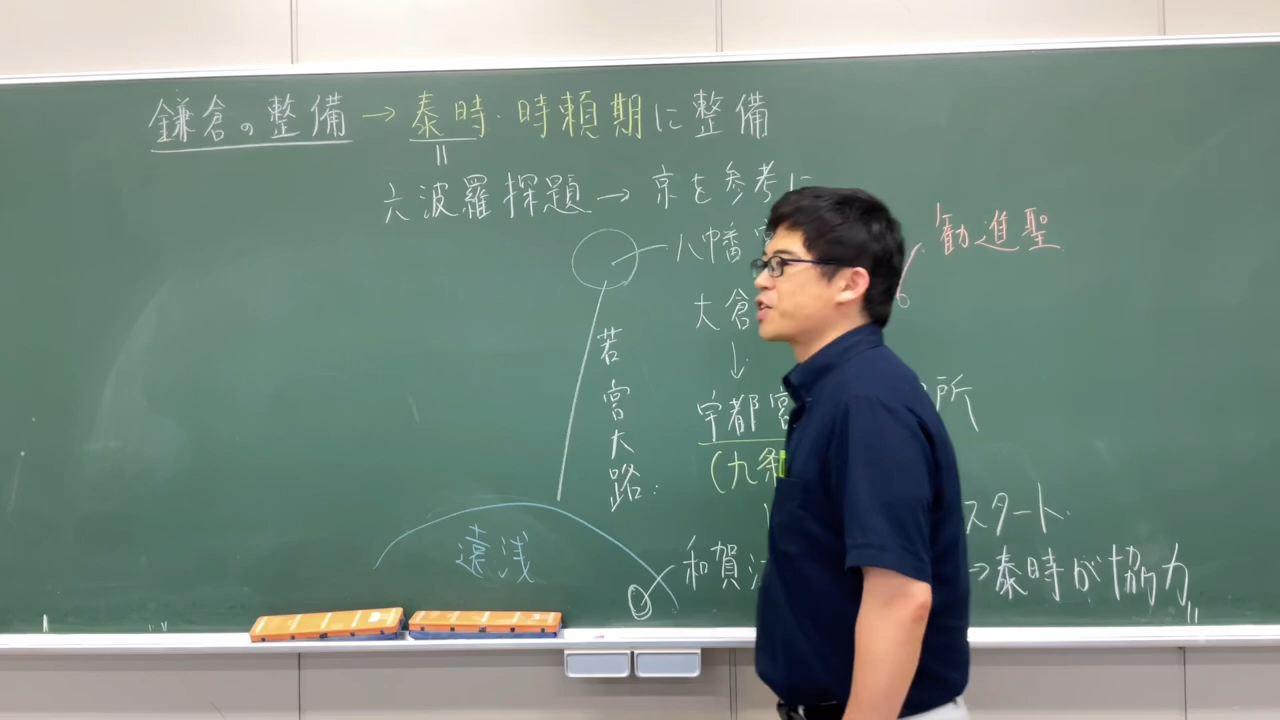 鎌倉の整備→泰時・時頼期に整備
六波羅探題→京を参考に
八幡宮
勧進聖
大倉
若宮大路
↓
宇都宮
所
(九条
スタート
遠浅
和賀江
→泰時が協力